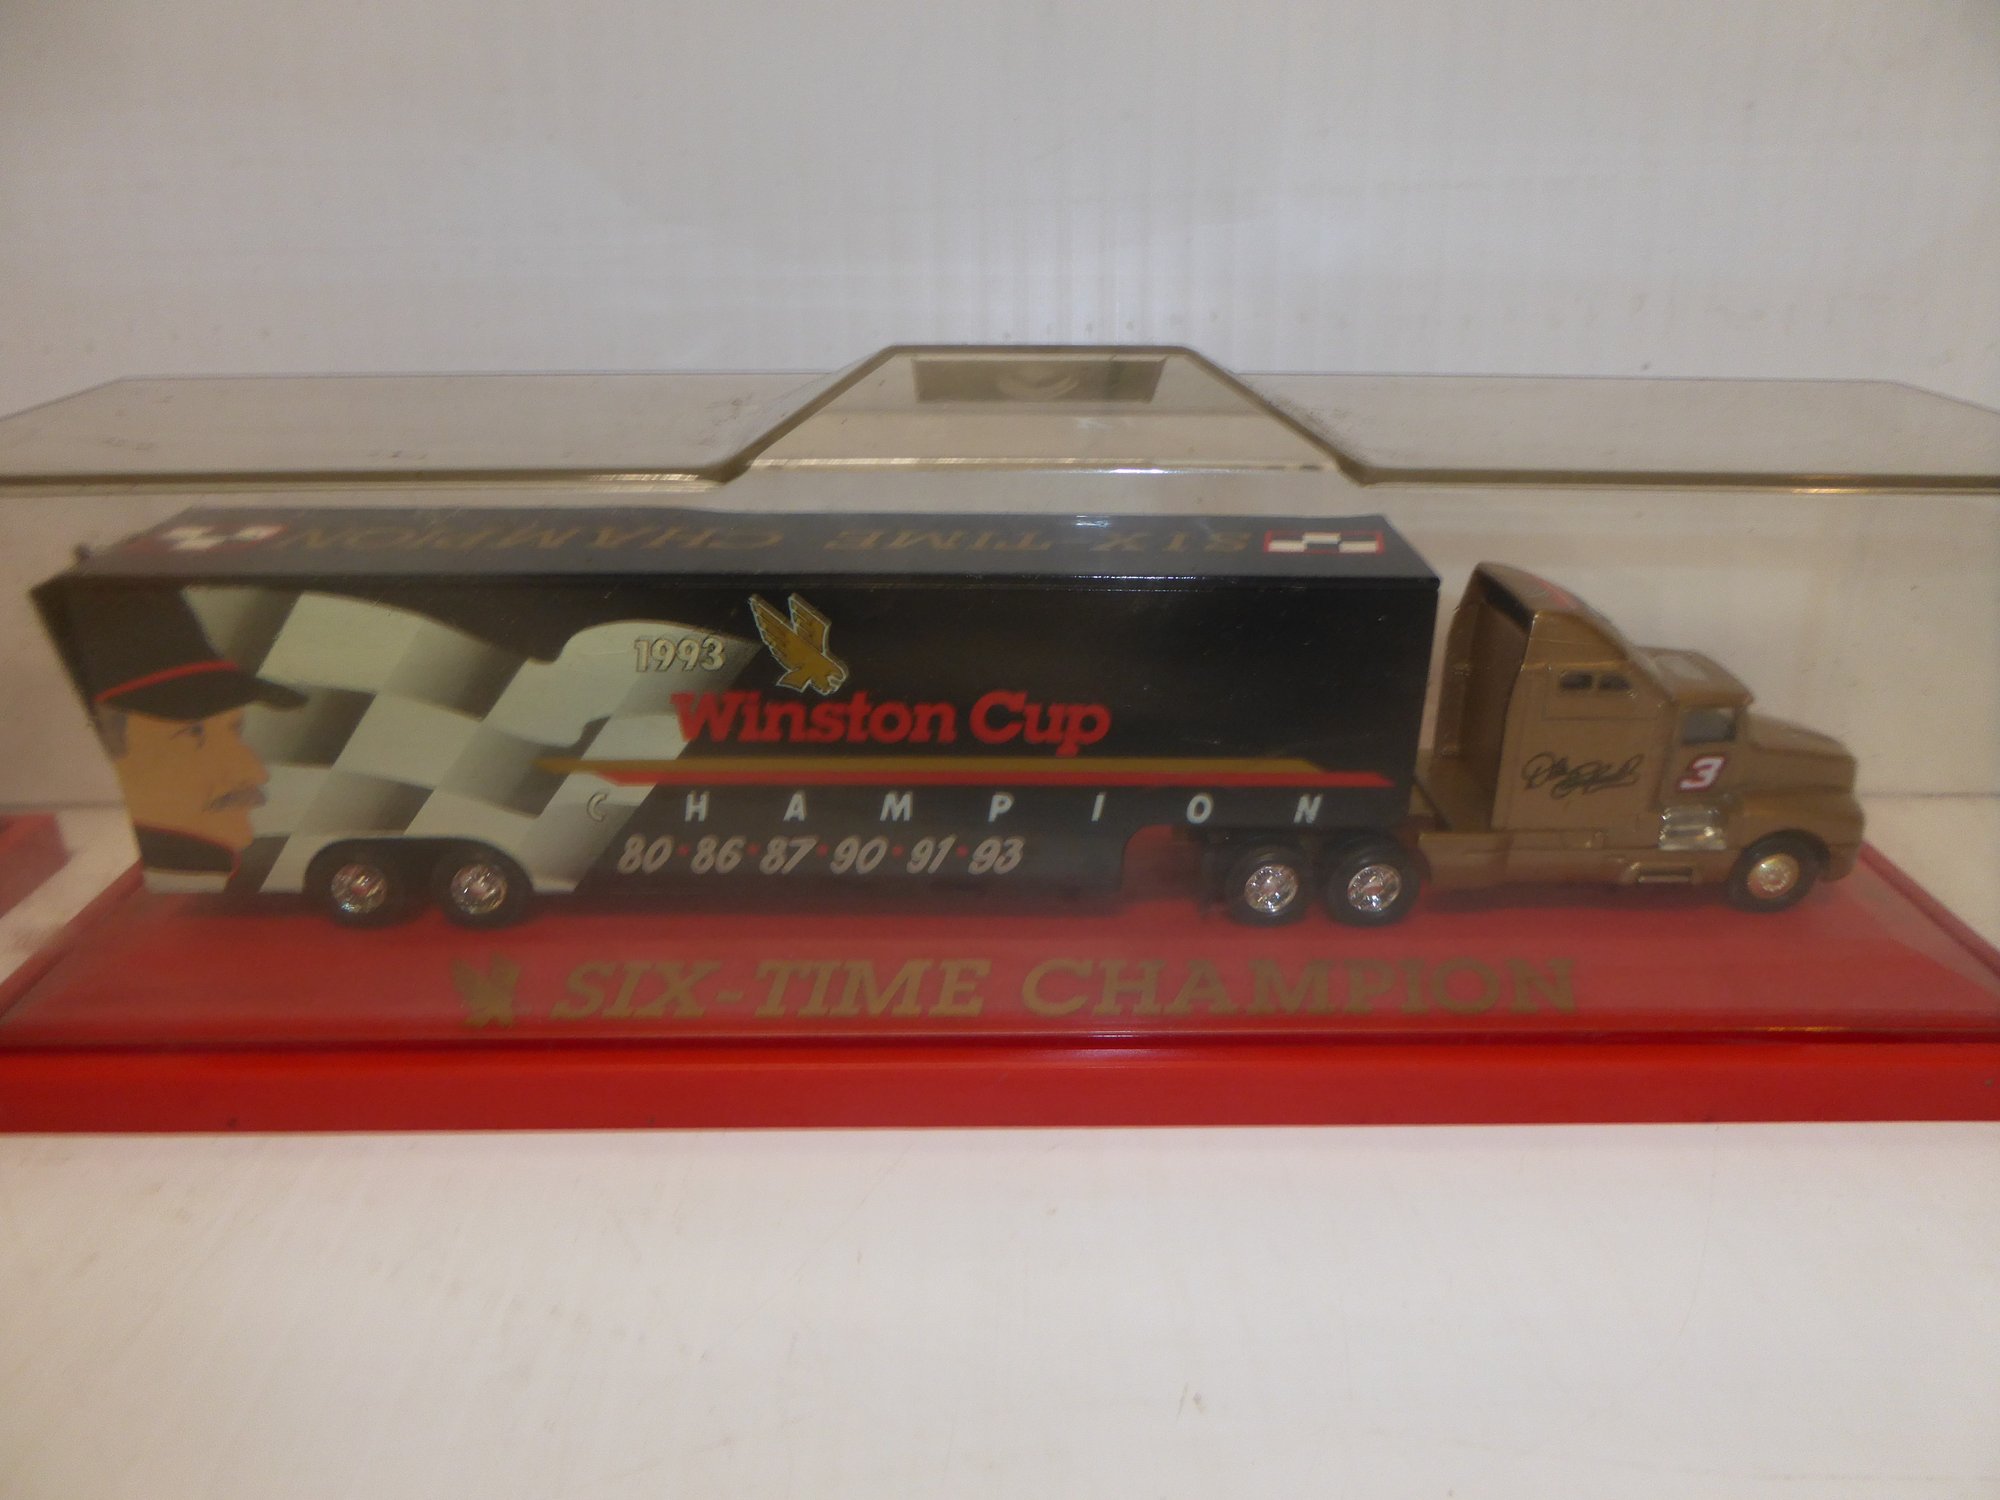 SIX TIME CHAMPION
1993
Winston Cup
CHAMPION
80 · 86 · 87 · 90 · 91 · 93
3
SIX-TIME CHAMPION